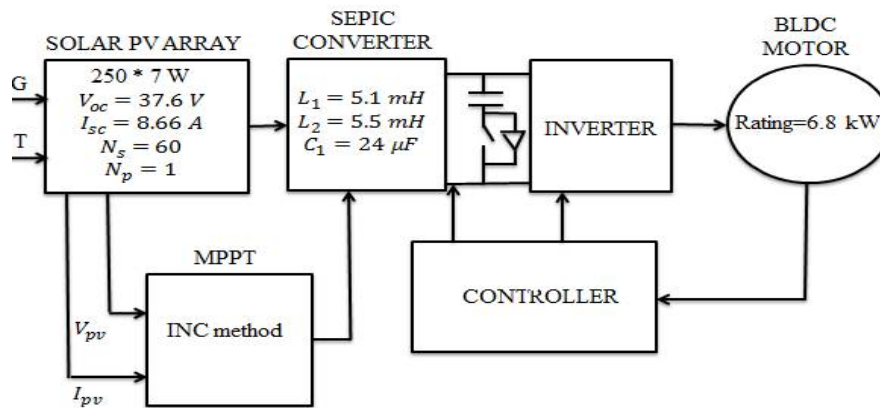 SOLAR PV ARRAY
250 * 7 W
V_oc = 37.6 V
I_sc = 8.66 A
N_s = 60
N_p = 1
G
T
SEPIC
CONVERTER
L_1 = 5.1 mH
L_2 = 5.5 mH
C_1 = 24 μF
INVERTER
BLDC
MOTOR
Rating=6.8 kW
MPPT
INC method
V_pv
I_pv
CONTROLLER